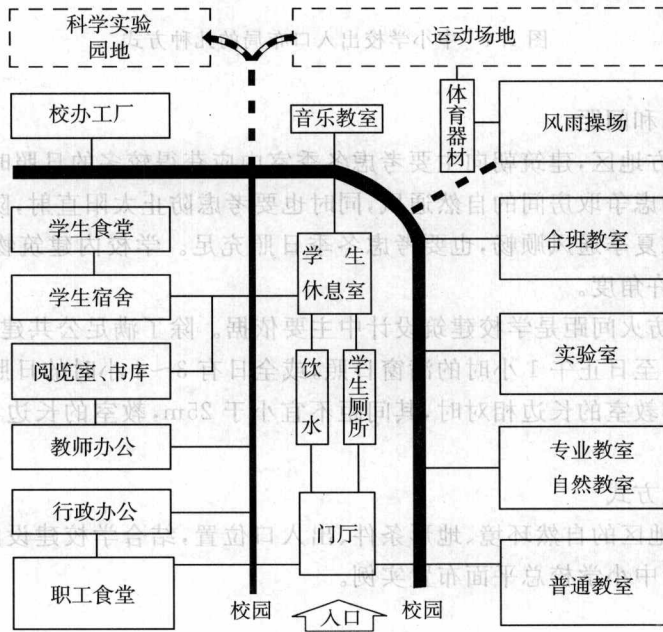 科学实验
园地
运动场地
校办工厂
音乐教室
体育器材
风雨操场
学生食堂
合班教室
学生宿舍
学生
休息室
阅览室、书库
饮水
学生厕所
实验室
教师办公
专业教室
自然教室
行政办公
门厅
职工食堂
普通教室
校园
入口
校园